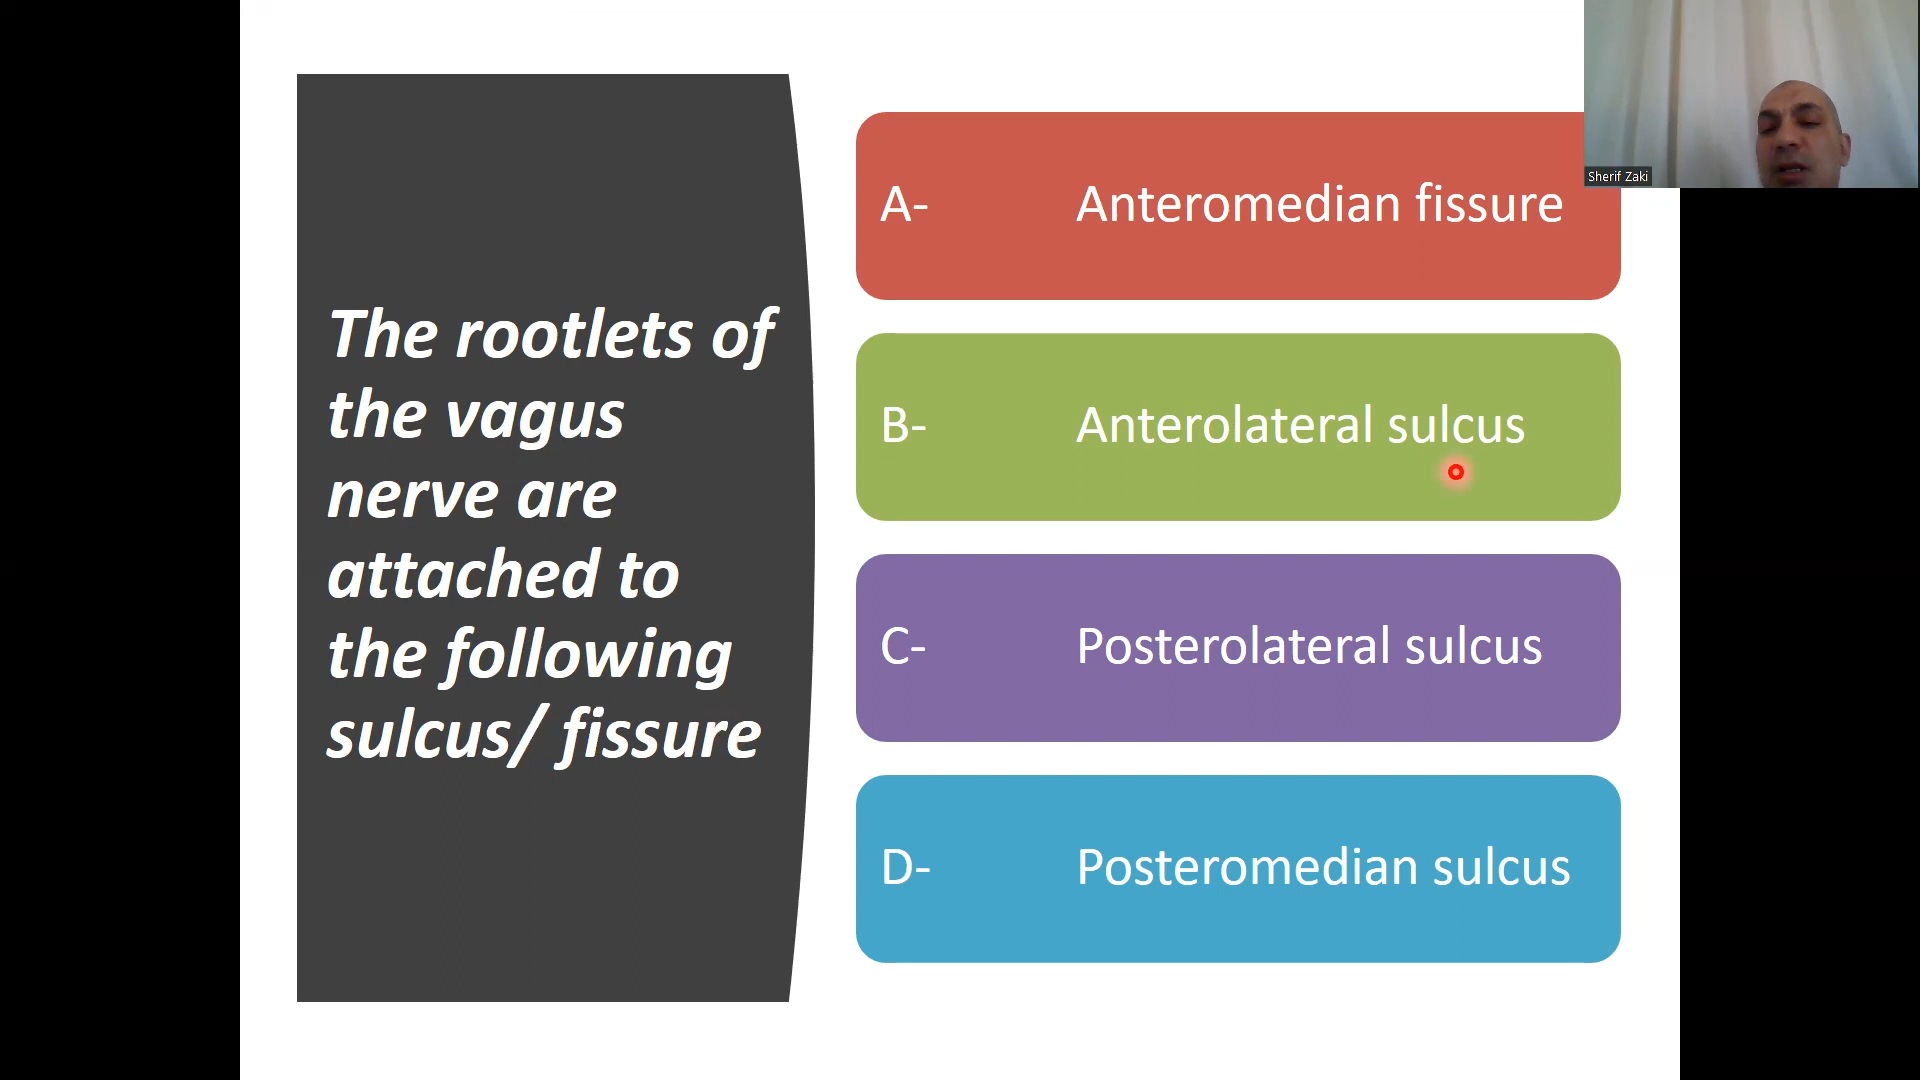 The rootlets of
the vagus
nerve are
attached to
the following
sulcus/ fissure
A- Anteromedian fissure
B- Anterolateral sulcus
C- Posterolateral sulcus
D- Posteromedian sulcus
Sherif Zaki